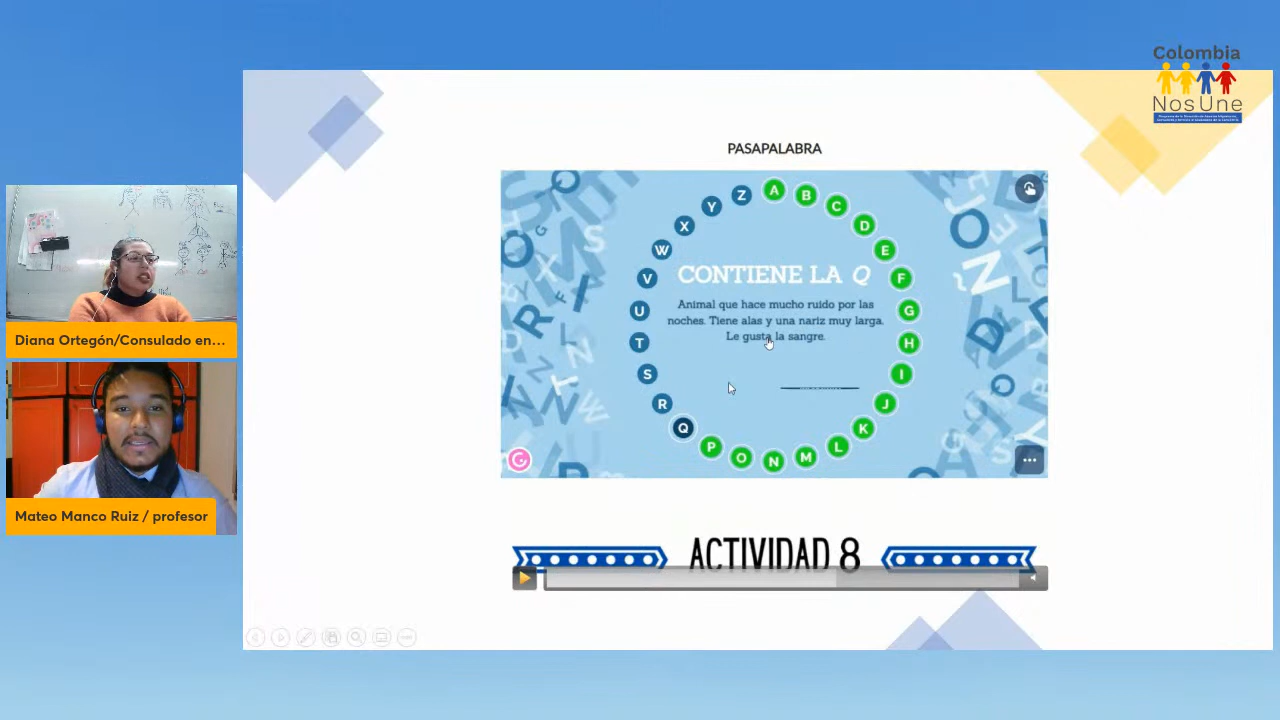 Colombia
NosUne
PASAPALABRA
A
B
C
D
E
F
G
H
I
J
K
L
M
N
O
P
Q
R
S
T
U
V
W
X
Y
Z
CONTIENE LA Q
Animal que hace mucho ruido por las
noches. Tiene alas y una nariz muy larga.
Le gusta la sangre.
ACTIVIDAD 8
Diana Ortegón/Consulado en...
Mateo Manco Ruiz / profesor